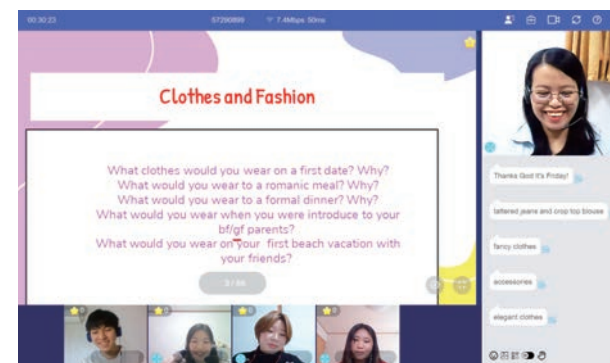 00:30:23
57290899
7.4Mbps 50ms
Clothes and Fashion
What clothes would you wear on a first date? Why?
What would you wear to a romanic meal? Why?
What would you wear to a formal dinner? Why?
What would you wear when you were introduce to your
bf/gf parents?
What would you wear on your first beach vacation with
your friends?
Thanks God it's Friday!
tattered jeans and crop top blouse
fancy clothes
accessories
elegant clothes